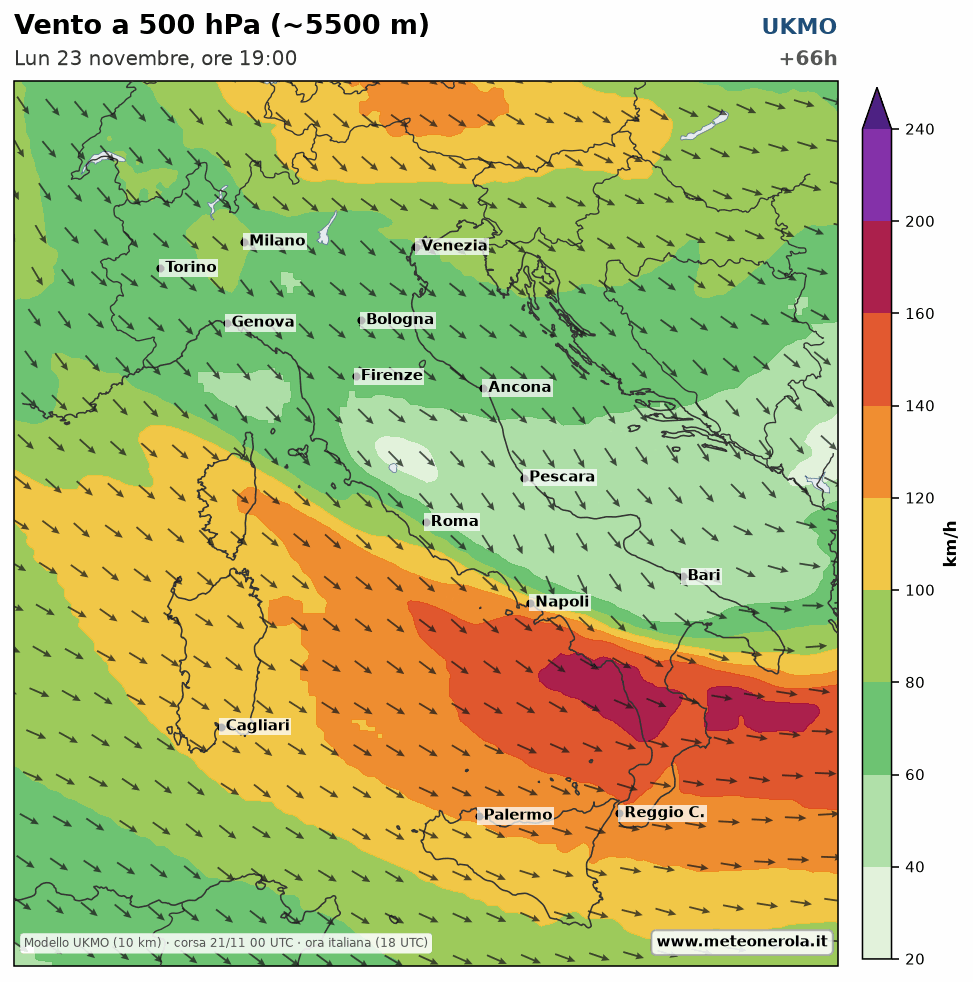 Vento a 500 hPa (~5500 m)
UKMO
Lun 23 novembre, ore 19:00
+66h
Milano
Venezia
Torino
Genova
Bologna
Firenze
Ancona
Pescara
Roma
Bari
Napoli
Cagliari
Palermo
Reggio C.
240
200
160
140
120
100
80
60
40
20
km/h
Modello UKMO (10 km) · corsa 21/11 00 UTC · ora italiana (18 UTC)
www.meteonerola.it